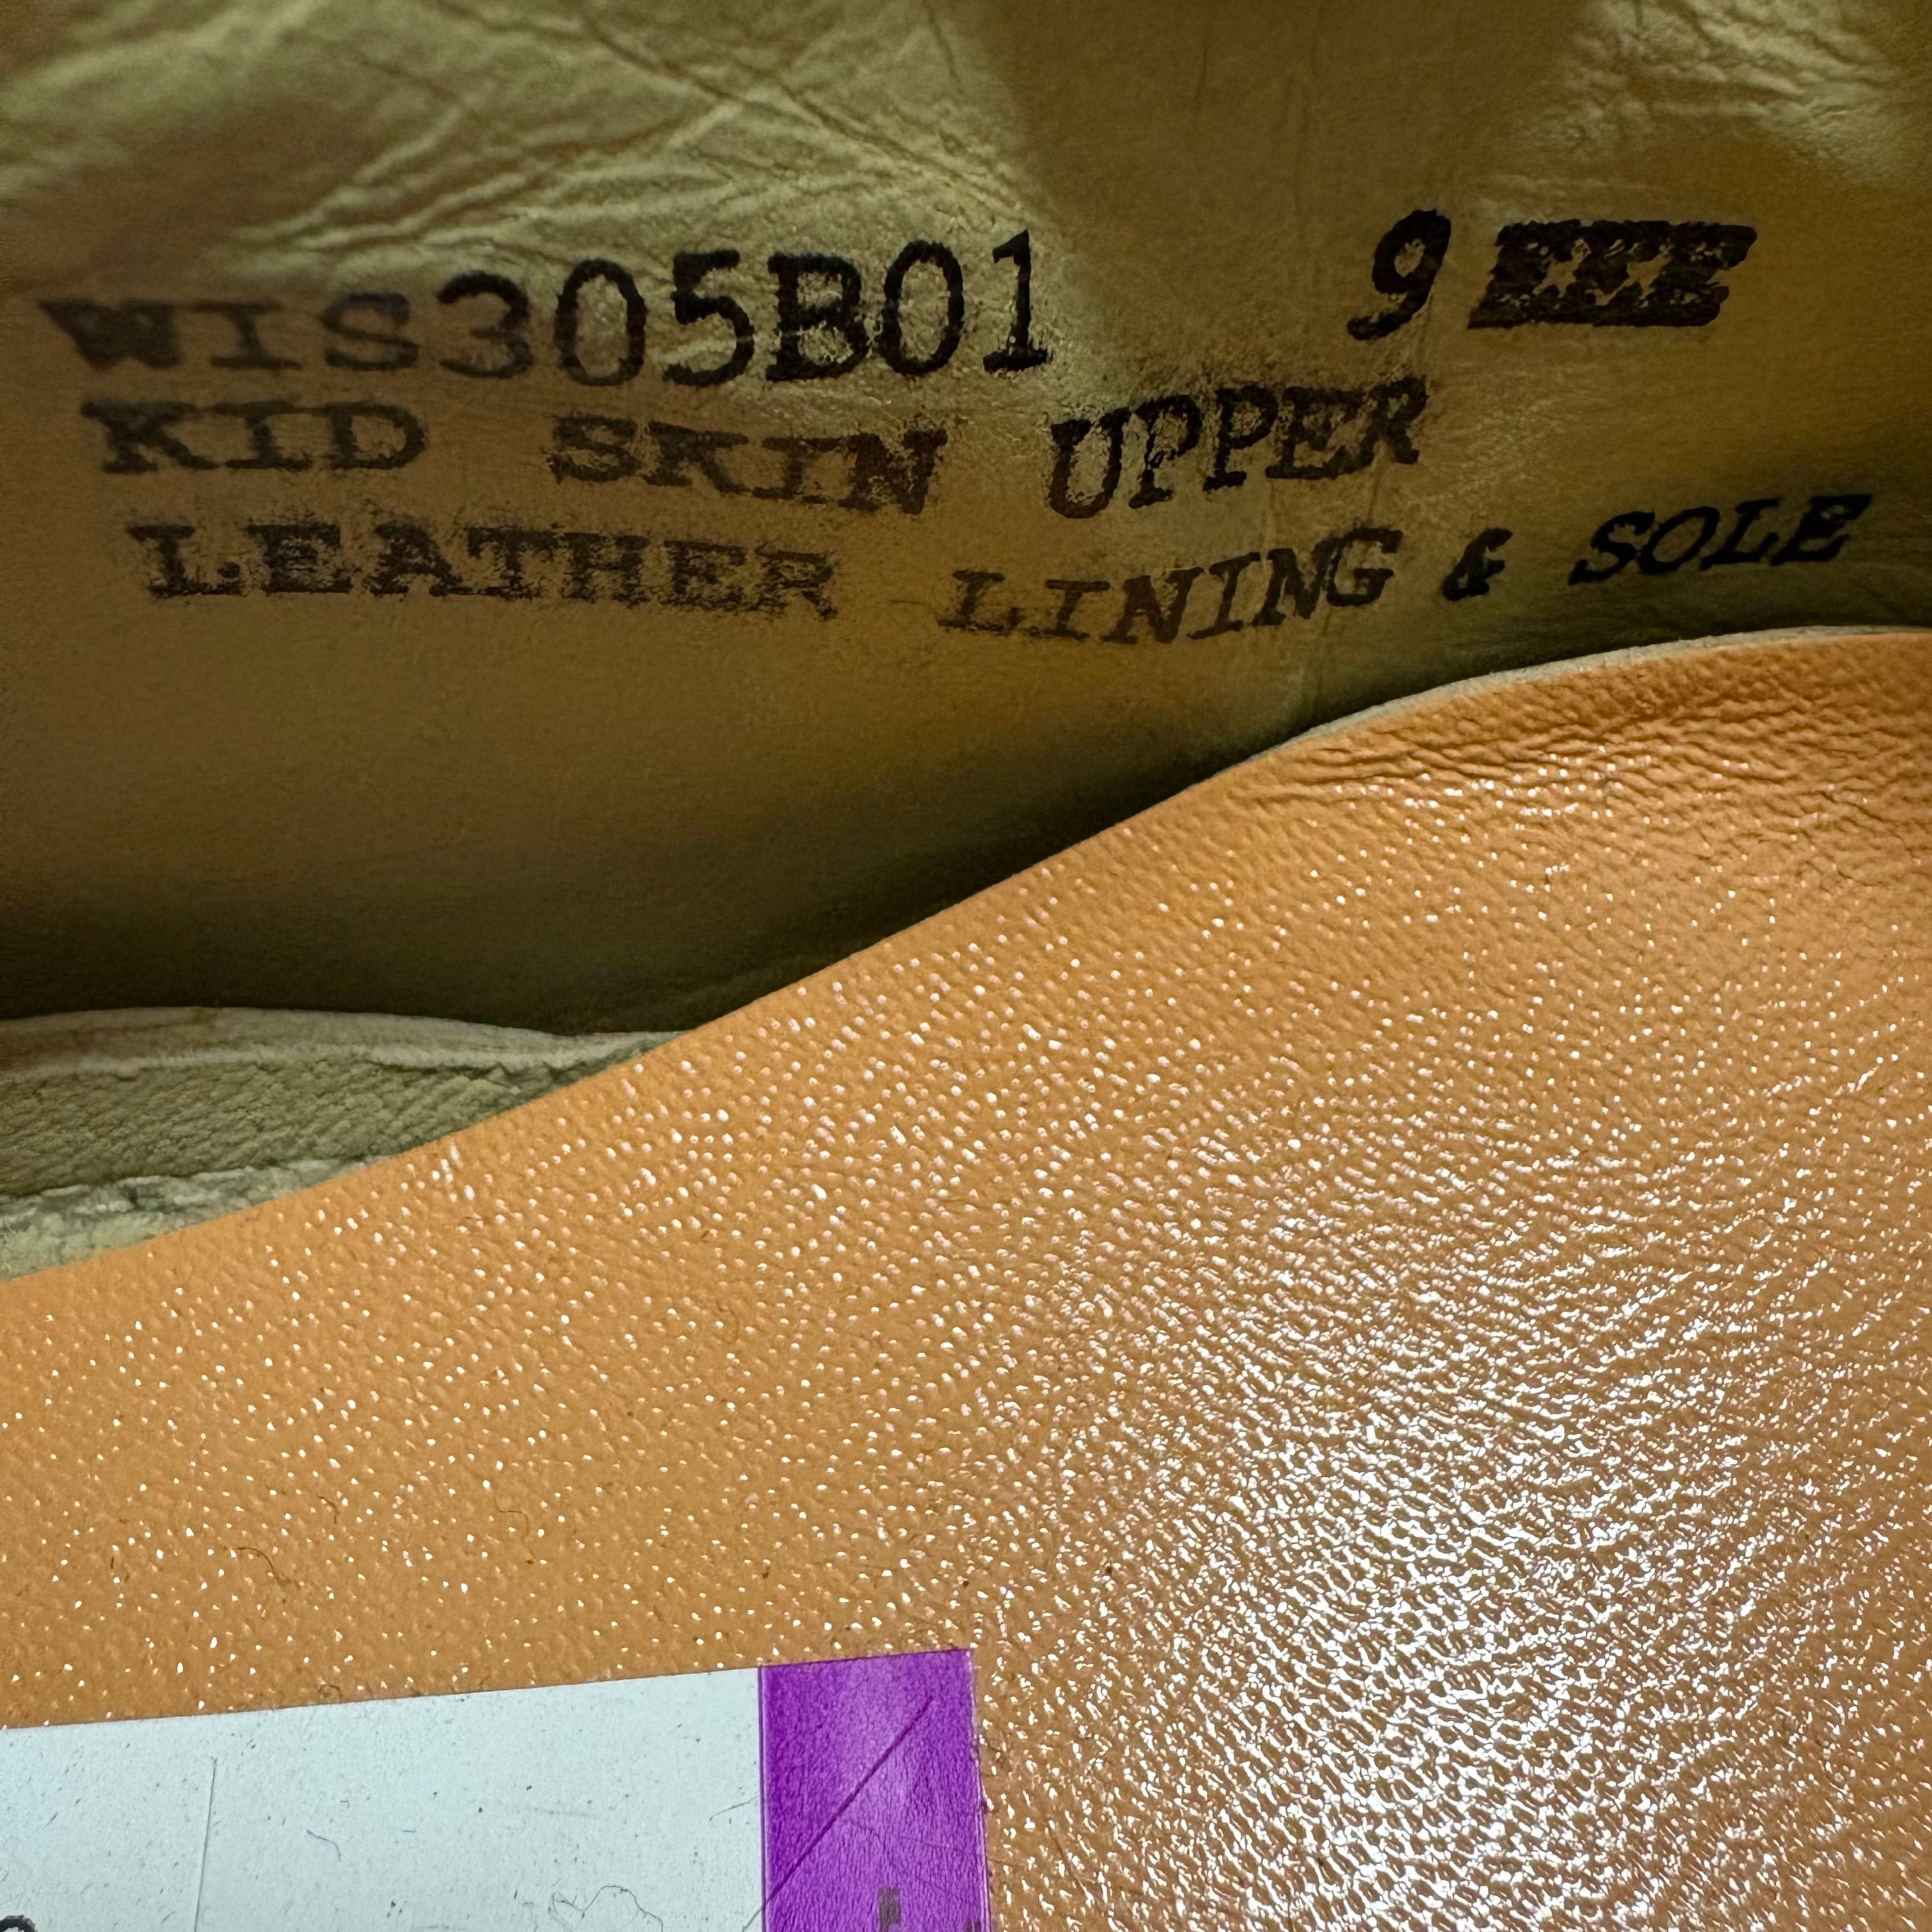 WIS305B01 9 EEE
KID SKIN UPPER
LEATHER LINING & SOLE